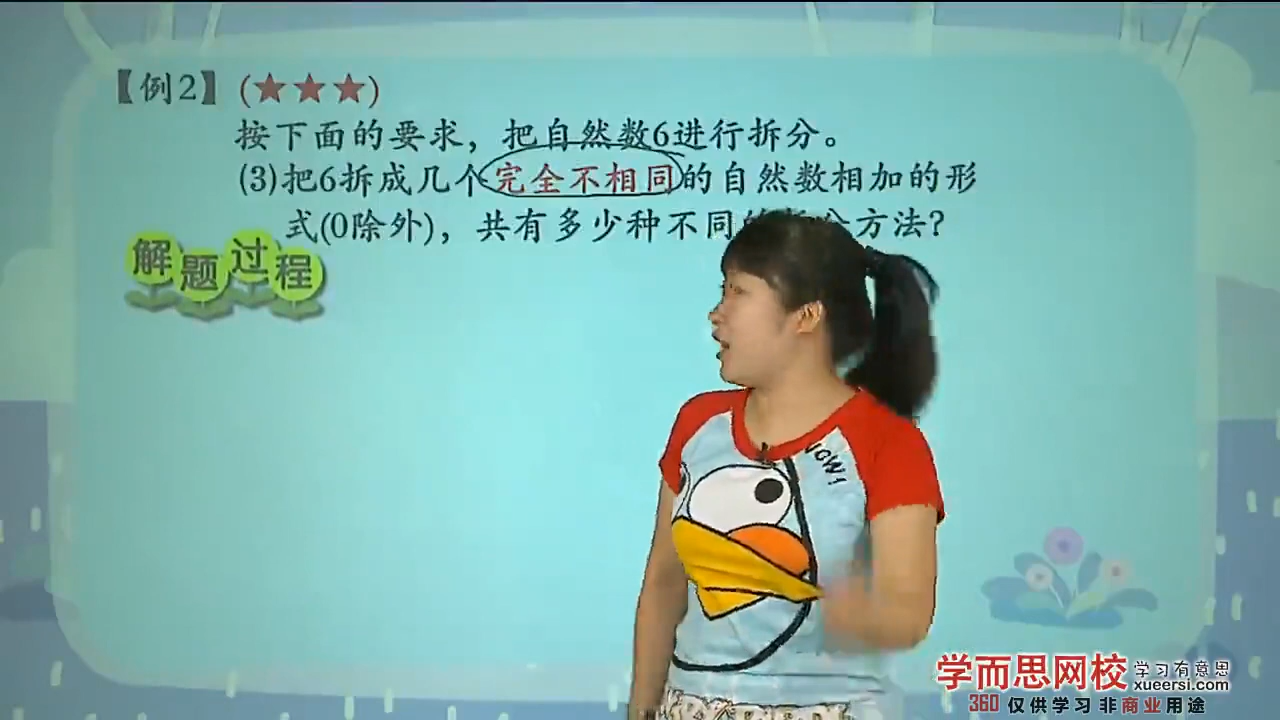 【例2】(★★★)
按下面的要求，把自然数6进行拆分。
(3)把6拆成几个完全不相同的自然数相加的形
式(0除外)，共有多少种不同的 分方法？
解题过程
WOW!
学而思网校 学习有意思
xueersi.com
360 仅供学习 非商业用途